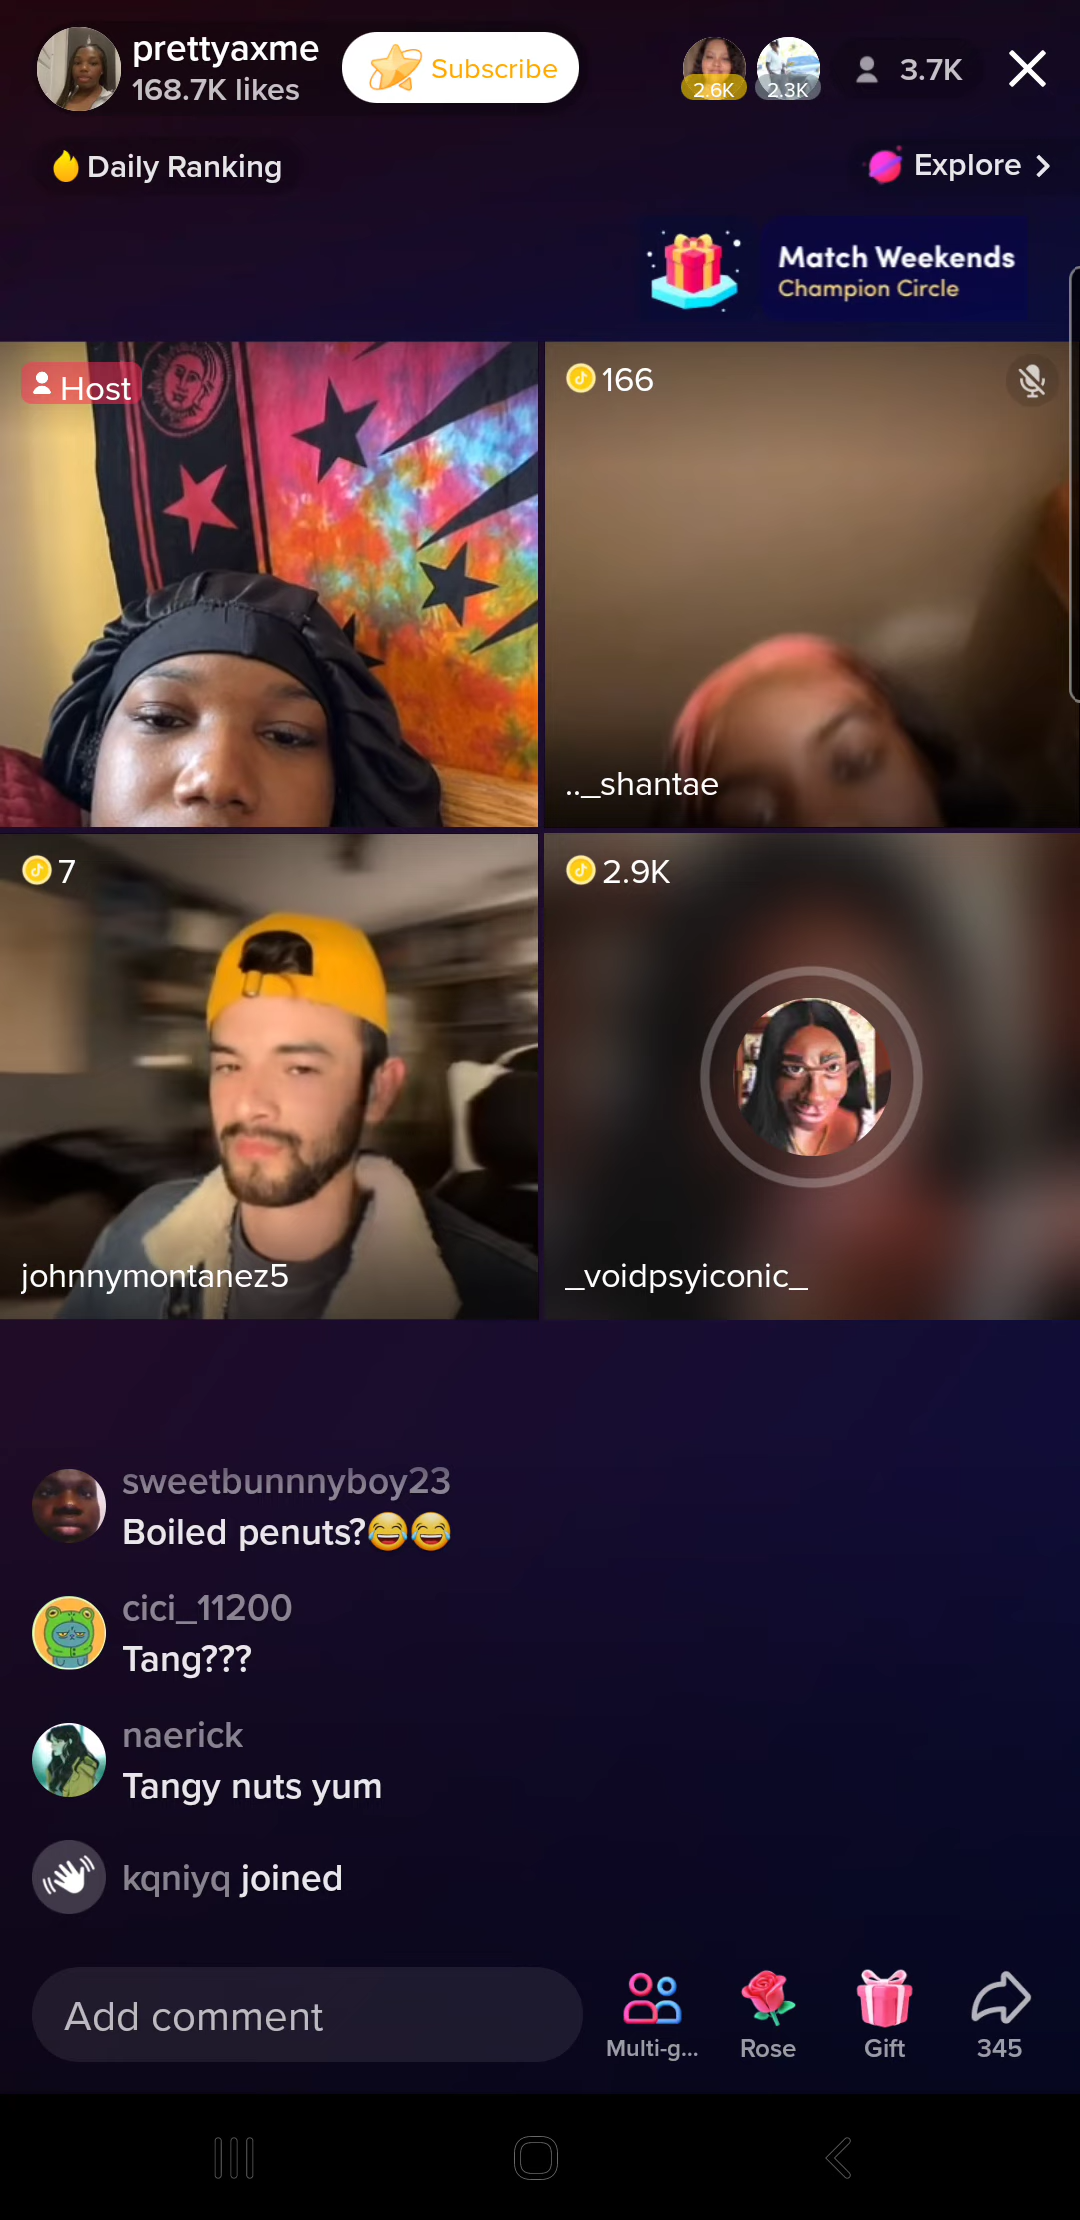 prettyaxme
168.7K likes
Subscribe
2.6K
2.3K
3.7K
Daily Ranking
Explore
Match Weekends
Champion Circle
Host
166
.._shantae
7
2.9K
johnnymontanez5
_voidpsyiconic_
sweetbunnnyboy23
Boiled penuts?😂😂
cici_11200
Tang???
naerick
Tangy nuts yum
kqniyq joined
Add comment
Multi-g...
Rose
Gift
345